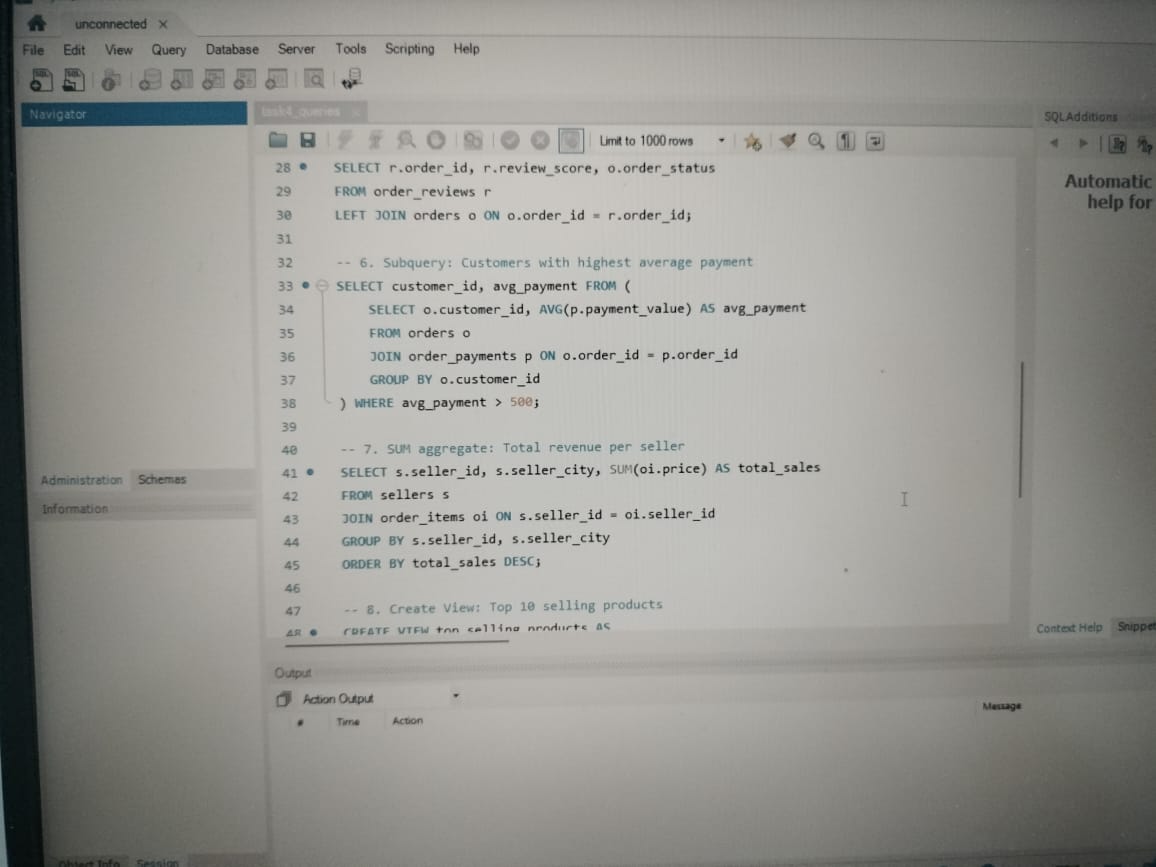 unconnected
File Edit View Query Database Server Tools Scripting Help
Navigator
task4_queries
SQLAdditions
Limit to 1000 rows
Automatic
help for
28 SELECT r.order_id, r.review_score, o.order_status
29 FROM order_reviews r
30 LEFT JOIN orders o ON o.order_id = r.order_id;
31
32 -- 6. Subquery: Customers with highest average payment
33 SELECT customer_id, avg_payment FROM (
34 SELECT o.customer_id, AVG(p.payment_value) AS avg_payment
35 FROM orders o
36 JOIN order_payments p ON o.order_id = p.order_id
37 GROUP BY o.customer_id
38 ) WHERE avg_payment > 500;
39
40 -- 7. SUM aggregate: Total revenue per seller
41 SELECT s.seller_id, s.seller_city, SUM(oi.price) AS total_sales
42 FROM sellers s
43 JOIN order_items oi ON s.seller_id = oi.seller_id
44 GROUP BY s.seller_id, s.seller_city
45 ORDER BY total_sales DESC;
46
47 -- 8. Create View: Top 10 selling products
48 CREATE VIEW top_selling_products AS
Administration Schemas
Information
Context Help Snippet
Output
Action Output
# Time Action Message
Object Info Session